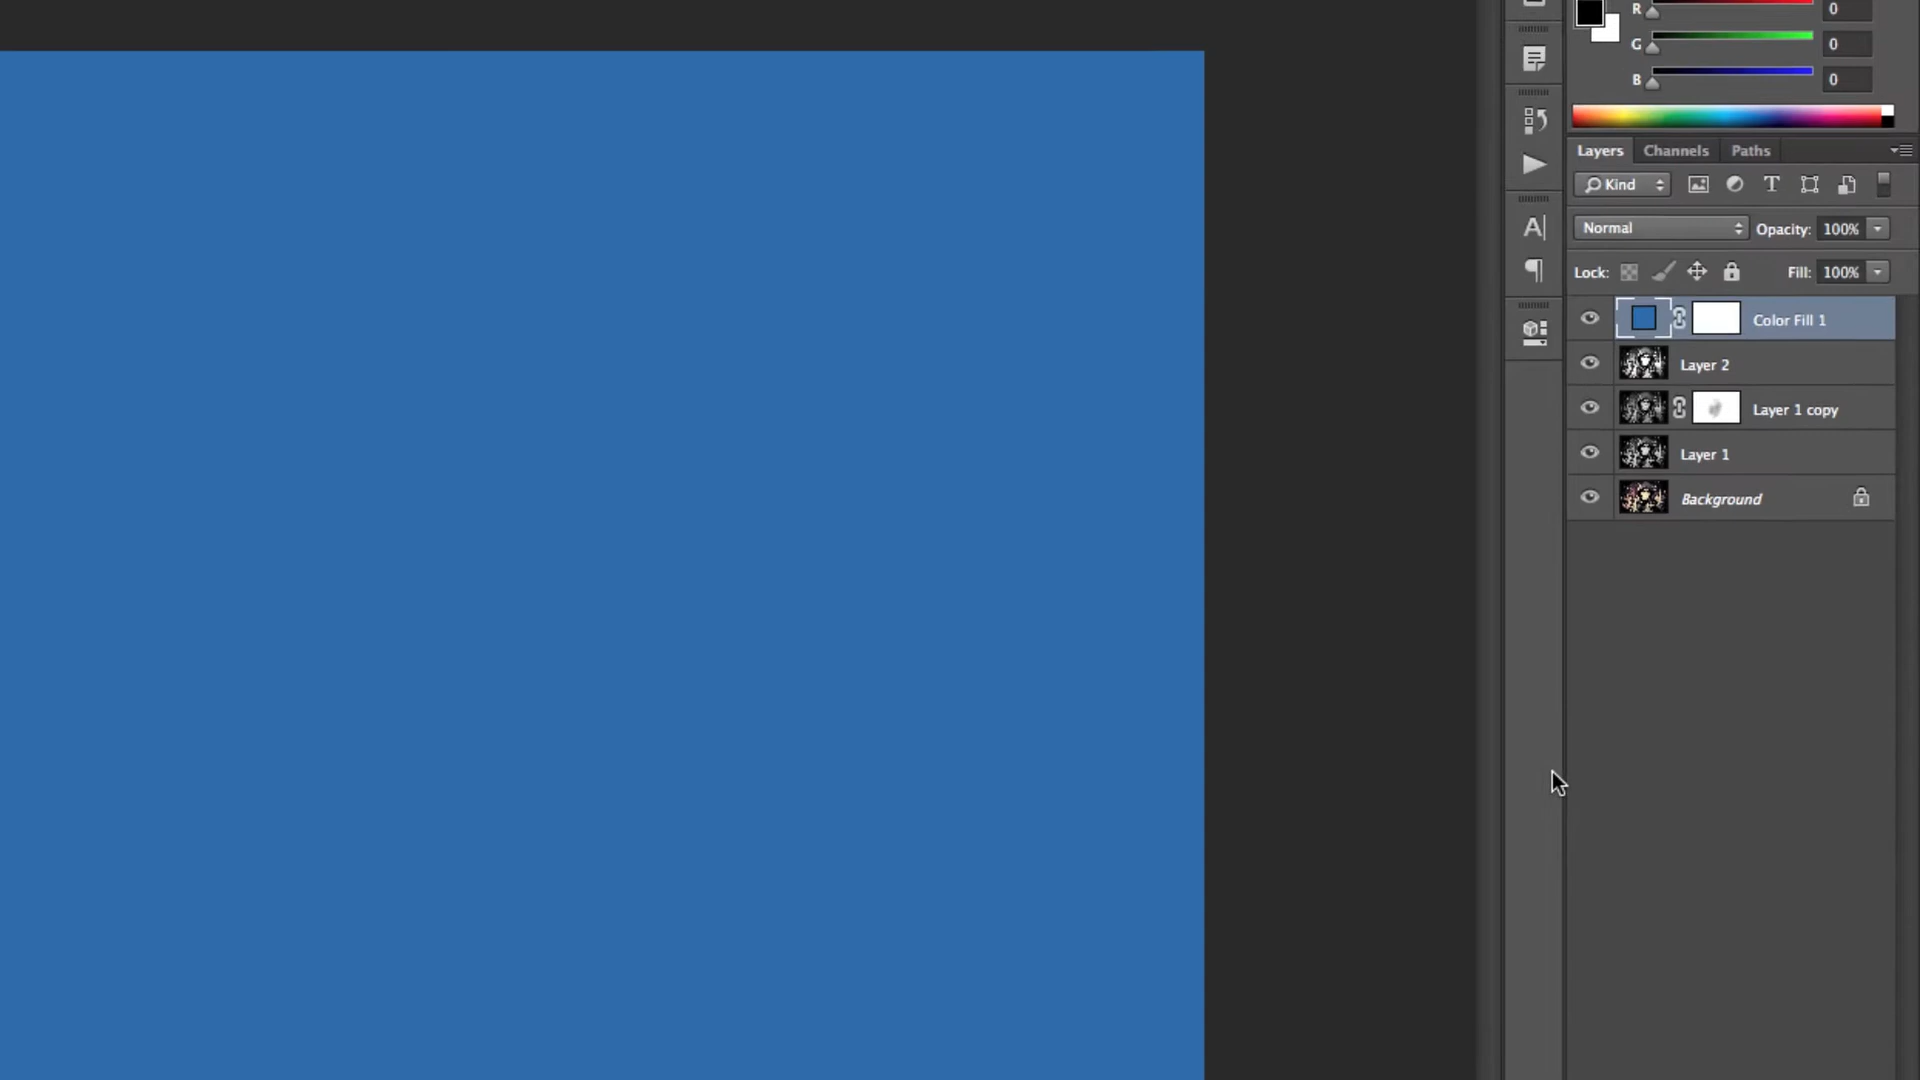 R 0
G 0
B 0
Layers Channels Paths
Kind T
Normal Opacity: 100%
A
¶
Lock: Fill: 100%
Color Fill 1
Layer 2
Layer 1 copy
Layer 1
Background